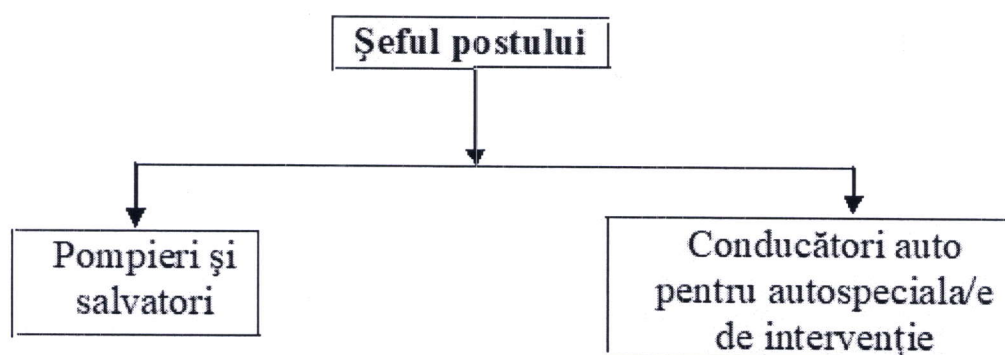 Şeful postului
Pompieri şi
salvatori
Conducători auto
pentru autospeciala/e
de intervenţie